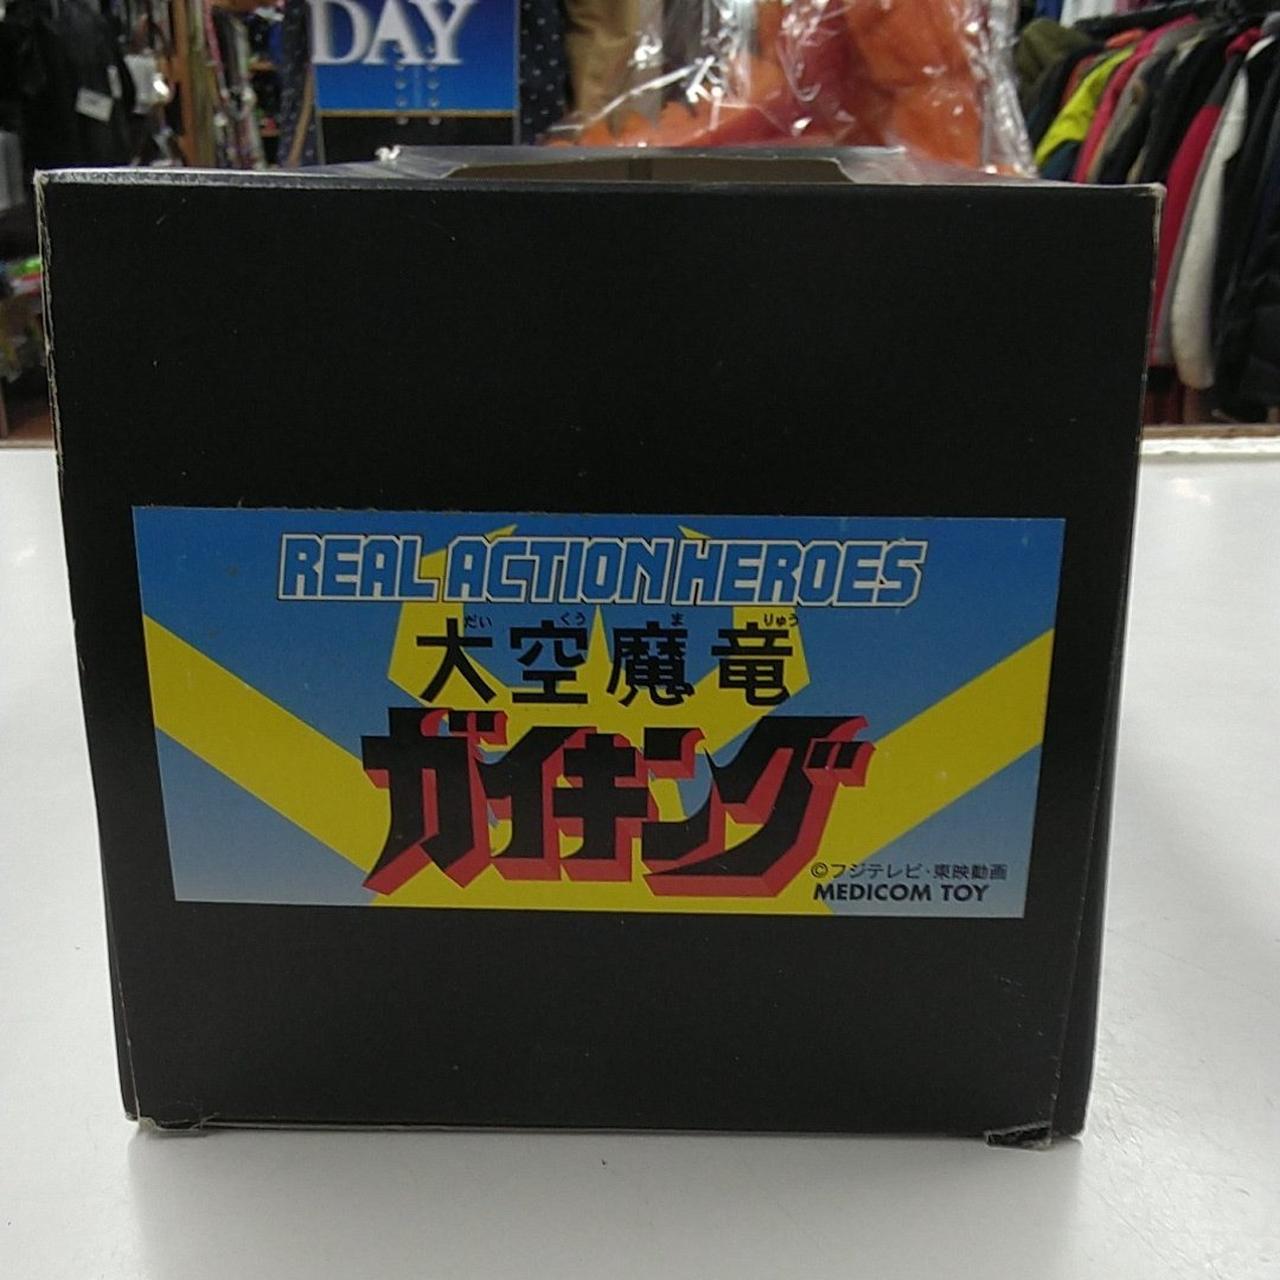 DAY
REAL ACTION HEROES
だい くう ま りゅう
大空魔竜
ガイキング
©フジテレビ・東映動画
MEDICOM TOY